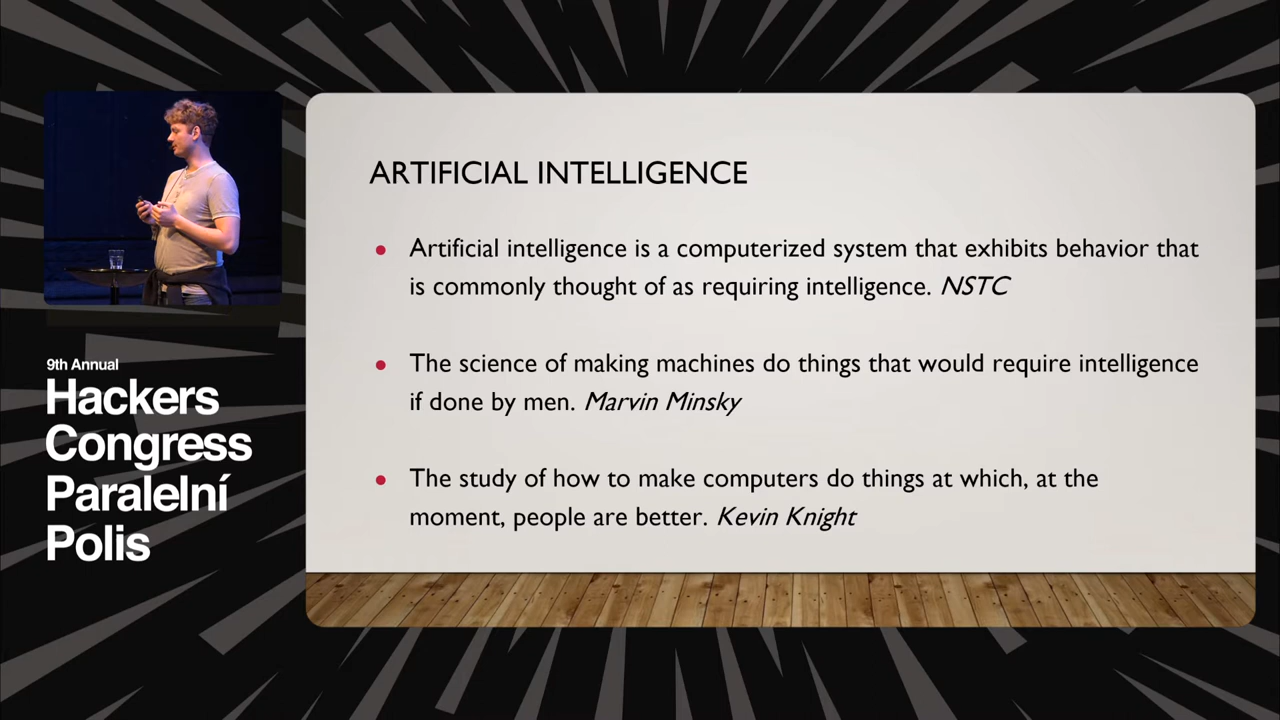 9th Annual
Hackers
Congress
Paralelní
Polis
ARTIFICIAL INTELLIGENCE
• Artificial intelligence is a computerized system that exhibits behavior that
is commonly thought of as requiring intelligence. NSTC
• The science of making machines do things that would require intelligence
if done by men. Marvin Minsky
• The study of how to make computers do things at which, at the
moment, people are better. Kevin Knight